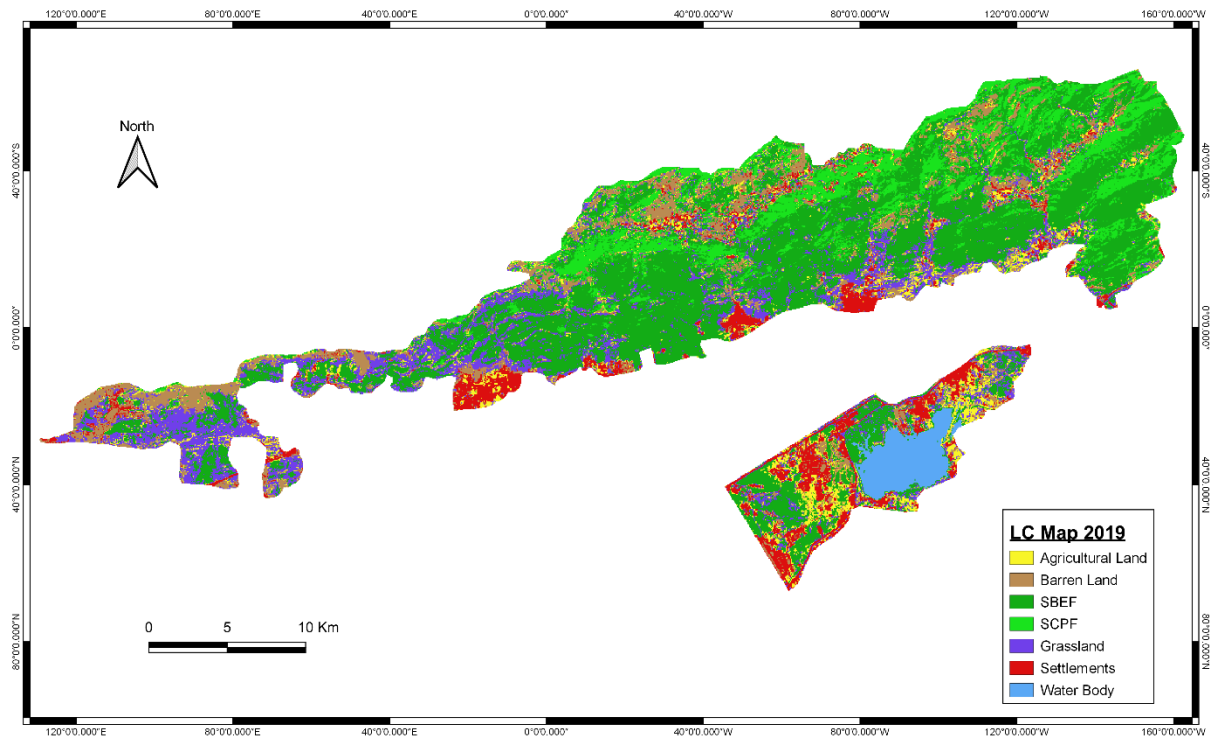 120°0'0.000"E 80°0'0.000"E 40°0'0.000"E 0°0'0.000" 40°0'0.000"W 80°0'0.000"W 120°0'0.000"W 160°0'0.000"W
North
40°0'0.000"S 40°0'0.000"S
0°0'0.000" 0°0'0.000"
40°0'0.000"N 40°0'0.000"N
LC Map 2019
Agricultural Land
Barren Land
SBEF
SCPF
Grassland
Settlements
Water Body
0 5 10 Km
80°0'0.000"N 80°0'0.000"N
120°0'0.000"E 80°0'0.000"E 40°0'0.000"E 0°0'0.000" 40°0'0.000"W 80°0'0.000"W 120°0'0.000"W 160°0'0.000"W